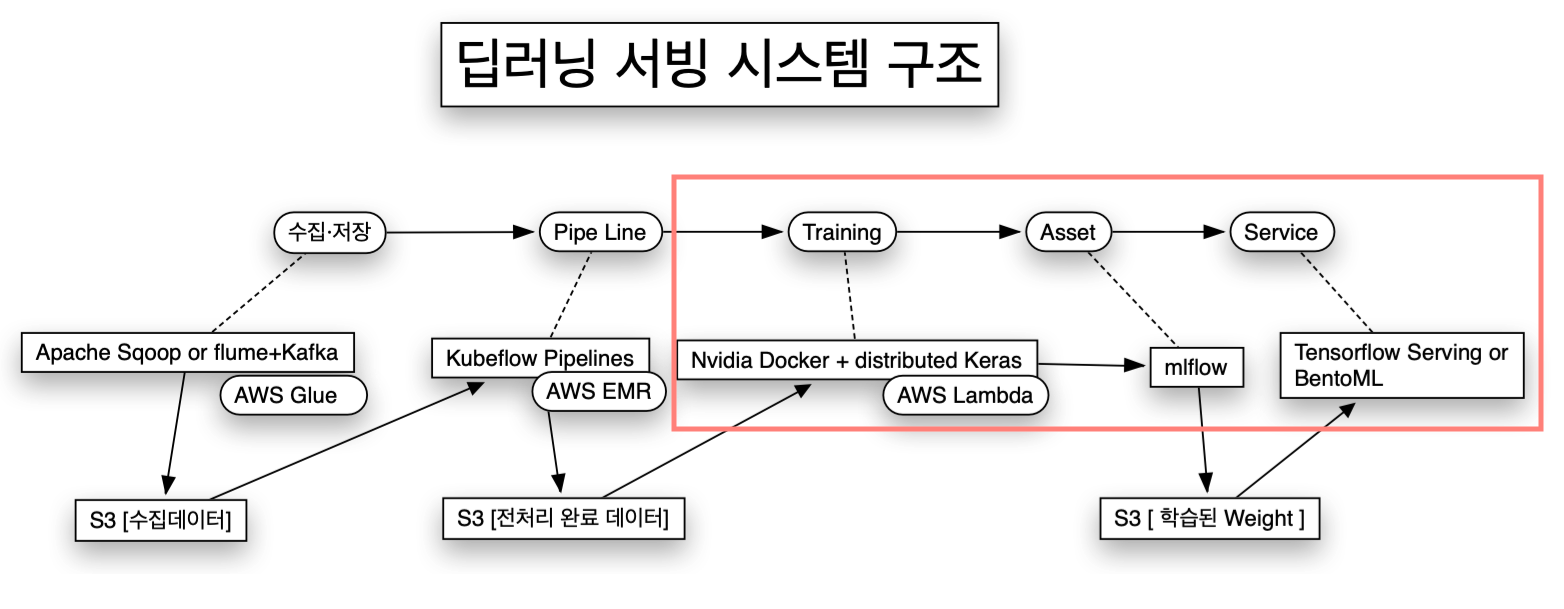 딥러닝 서빙 시스템 구조
수집·저장
Pipe Line
Training
Asset
Service
Apache Sqoop or flume+Kafka
AWS Glue
Kubeflow Pipelines
AWS EMR
Nvidia Docker + distributed Keras
AWS Lambda
mlflow
Tensorflow Serving or
BentoML
S3 [수집데이터]
S3 [전처리 완료 데이터]
S3 [ 학습된 Weight ]